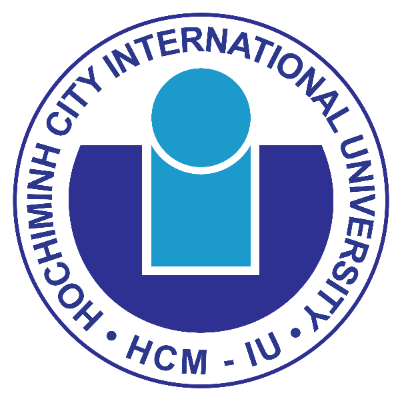 HOCHIMINH CITY INTERNATIONAL UNIVERSITY
• HCM - IU •